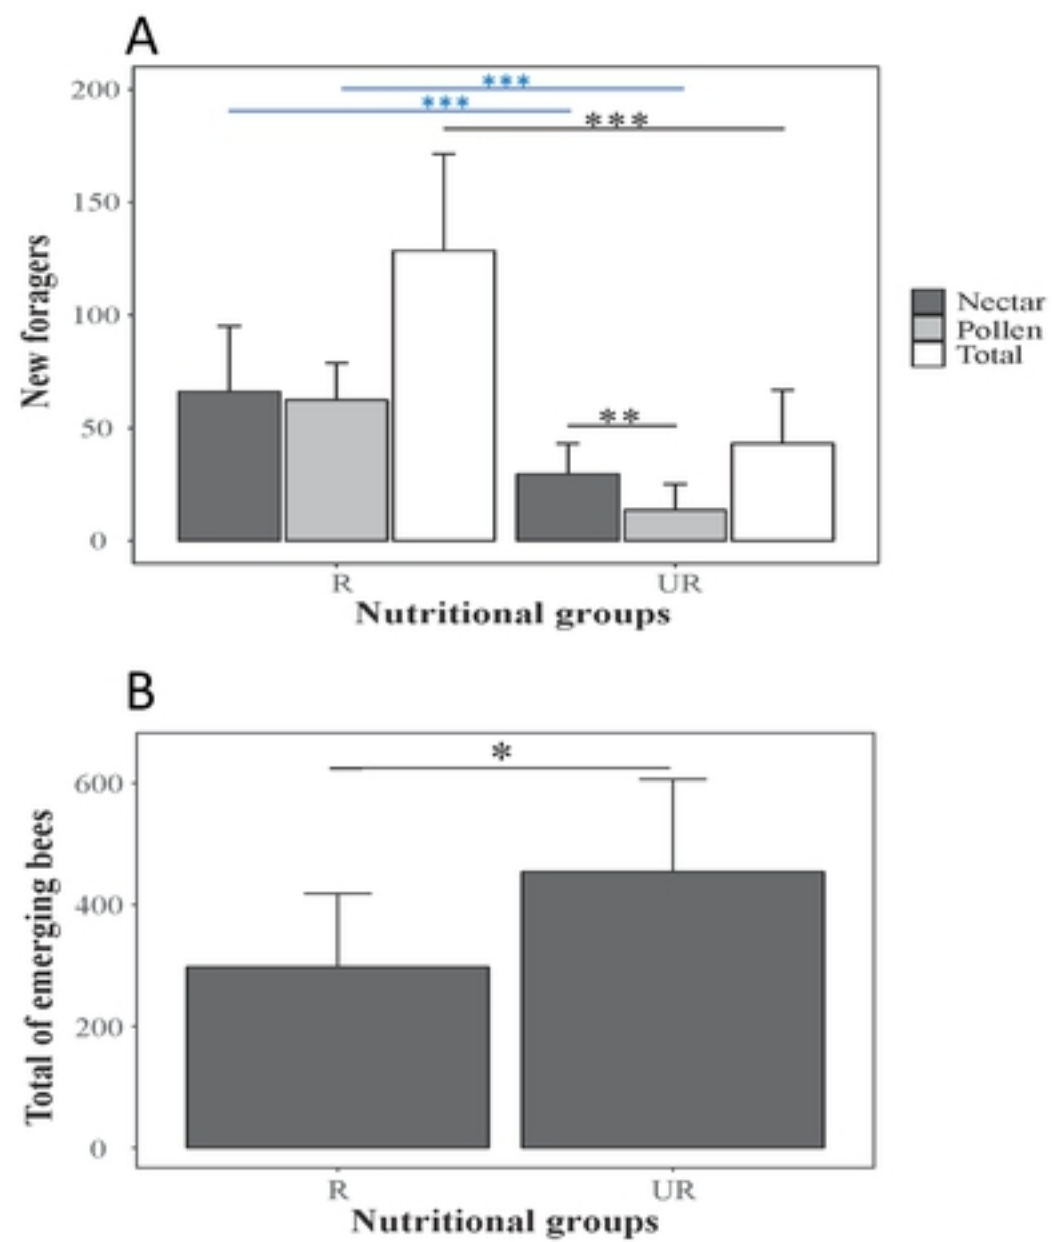 A
200
***
***
***
150
New foragers
100
Nectar
Pollen
Total
50
**
0
R UR
Nutritional groups
B
*
600
Total of emerging bees
400
200
0
R UR
Nutritional groups